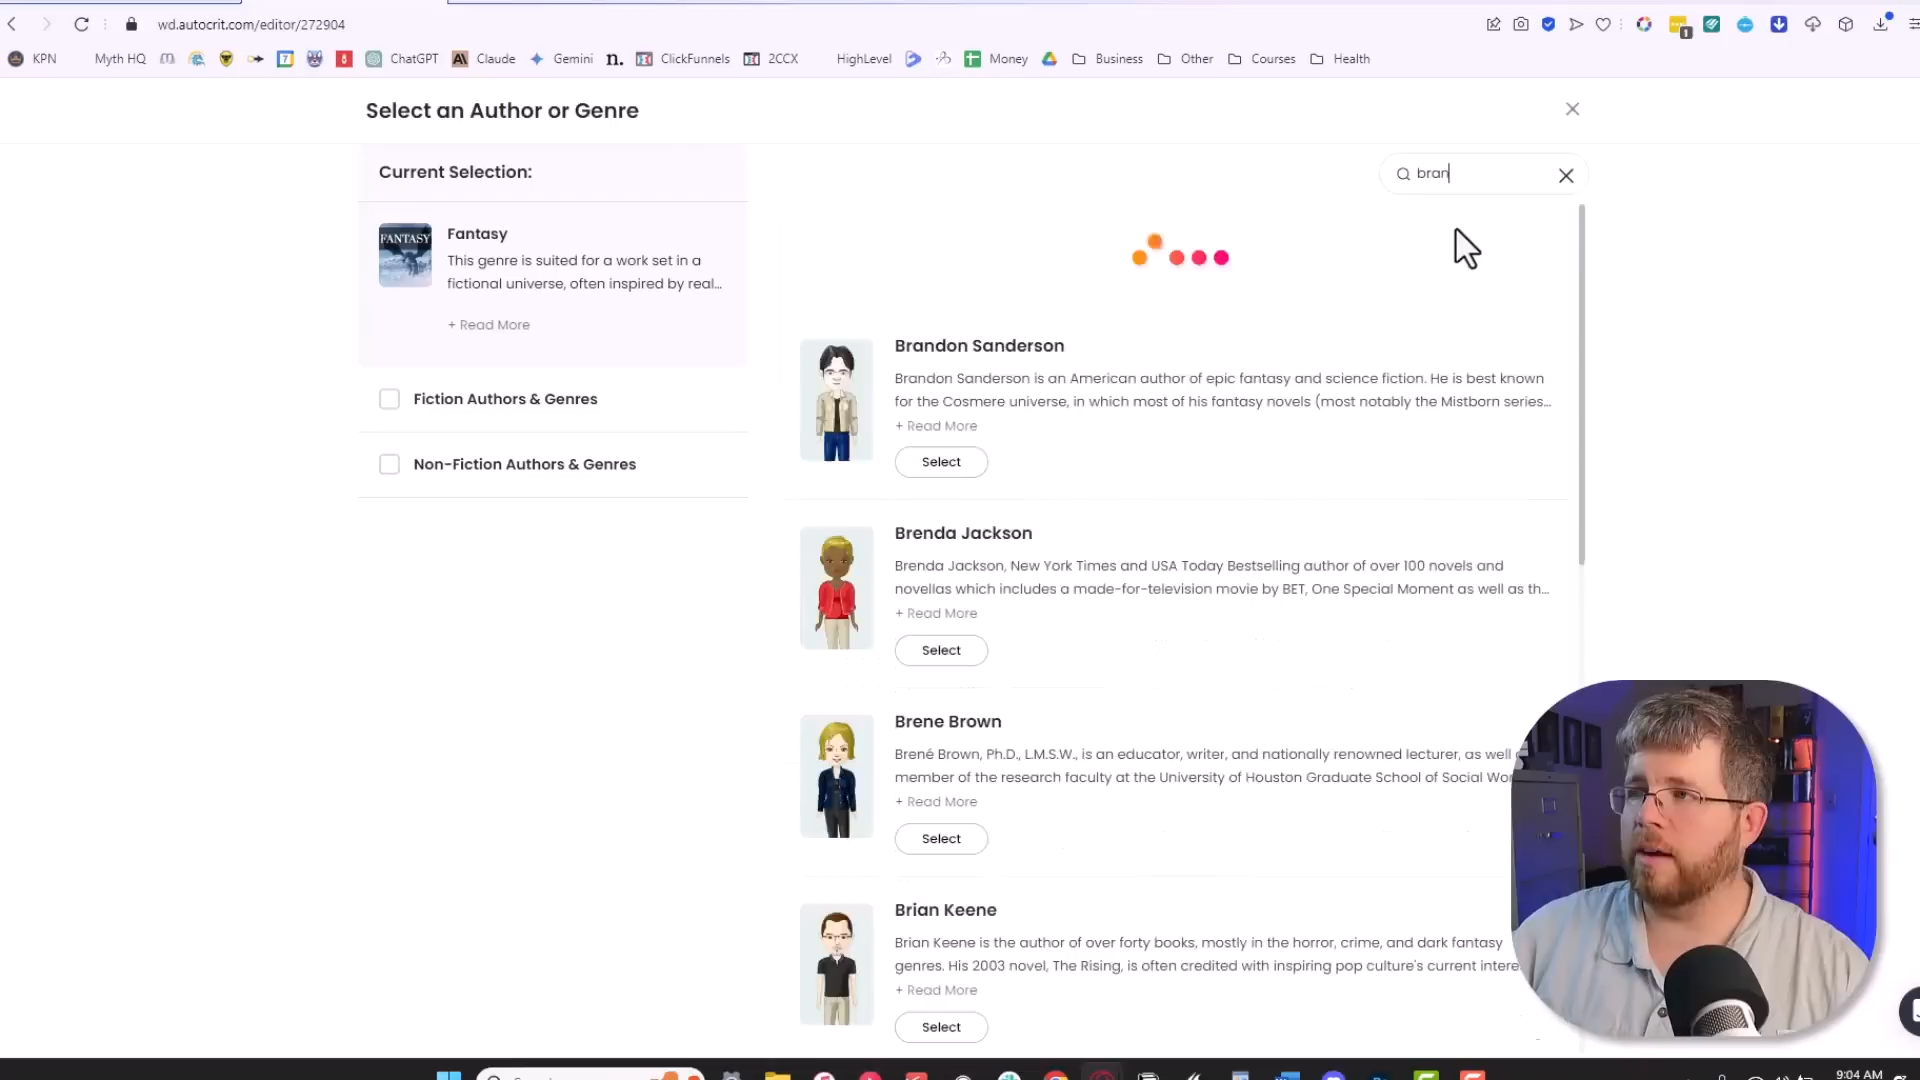 wd.autocrit.com/editor/272904
KPN
Myth HQ
7
8
ChatGPT
Claude
Gemini
n.
ClickFunnels
2CCX
HighLevel
Money
Business
Other
Courses
Health
1
Select an Author or Genre
Current Selection:
bran
FANTASY
Fantasy
This genre is suited for a work set in a
fictional universe, often inspired by real...
+ Read More
Fiction Authors & Genres
Non-Fiction Authors & Genres
Brandon Sanderson
Brandon Sanderson is an American author of epic fantasy and science fiction. He is best known
for the Cosmere universe, in which most of his fantasy novels (most notably the Mistborn series...
+ Read More
Select
Brenda Jackson
Brenda Jackson, New York Times and USA Today Bestselling author of over 100 novels and
novellas which includes a made-for-television movie by BET, One Special Moment as well as th...
+ Read More
Select
Brene Brown
Brené Brown, Ph.D., L.M.S.W., is an educator, writer, and nationally renowned lecturer, as well
member of the research faculty at the University of Houston Graduate School of Social Wor
+ Read More
Select
Brian Keene
Brian Keene is the author of over forty books, mostly in the horror, crime, and dark fantasy
genres. His 2003 novel, The Rising, is often credited with inspiring pop culture's current intere
+ Read More
Select
9:04 AM